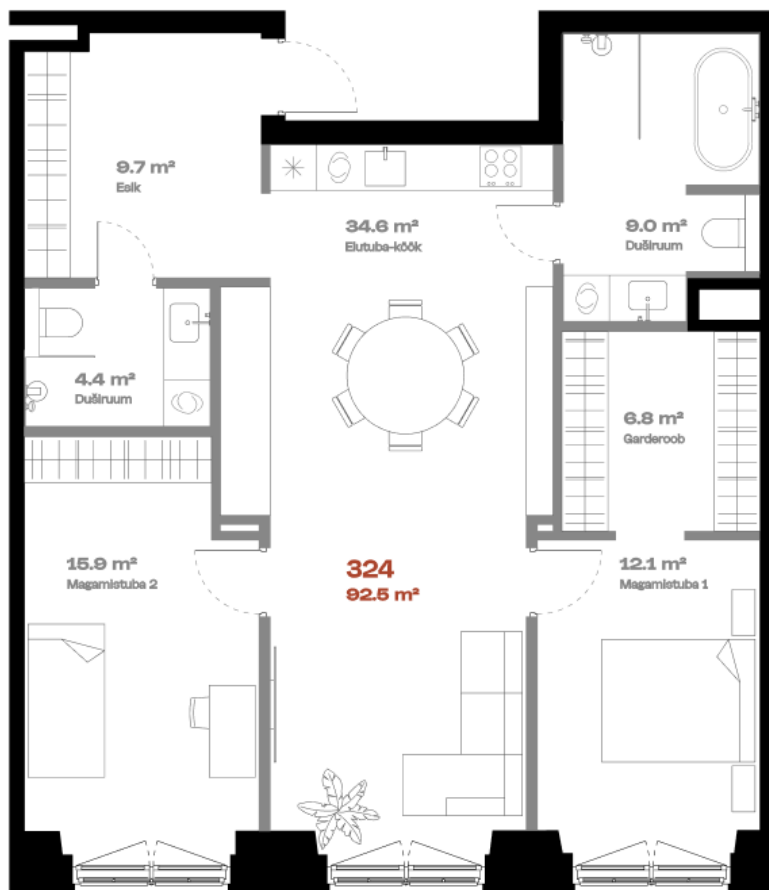 9.7 m²
Esik
34.6 m²
Elutuba-köök
9.0 m²
Duširuum
4.4 m²
Duširuum
6.8 m²
Garderoob
15.9 m²
Magamistuba 2
324
92.5 m²
12.1 m²
Magamistuba 1